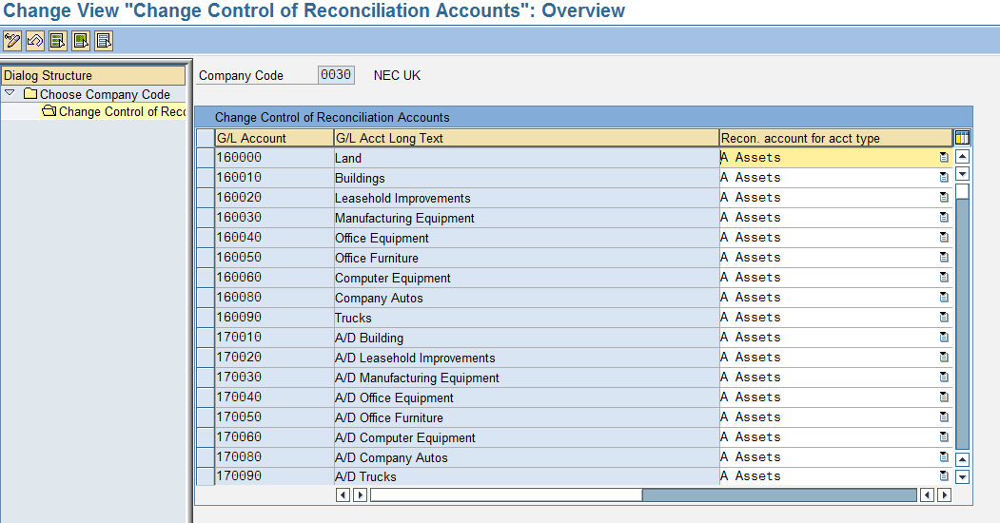 Change View "Change Control of Reconciliation Accounts": Overview
Dialog Structure
Choose Company Code
Change Control of Reco
Company Code 0030 NEC UK
Change Control of Reconciliation Accounts
G/L Account G/L Acct Long Text Recon. account for acct type
160000 Land A Assets
160010 Buildings A Assets
160020 Leasehold Improvements A Assets
160030 Manufacturing Equipment A Assets
160040 Office Equipment A Assets
160050 Office Furniture A Assets
160060 Computer Equipment A Assets
160080 Company Autos A Assets
160090 Trucks A Assets
170010 A/D Building A Assets
170020 A/D Leasehold Improvements A Assets
170030 A/D Manufacturing Equipment A Assets
170040 A/D Office Equipment A Assets
170050 A/D Office Furniture A Assets
170060 A/D Computer Equipment A Assets
170080 A/D Company Autos A Assets
170090 A/D Trucks A Assets